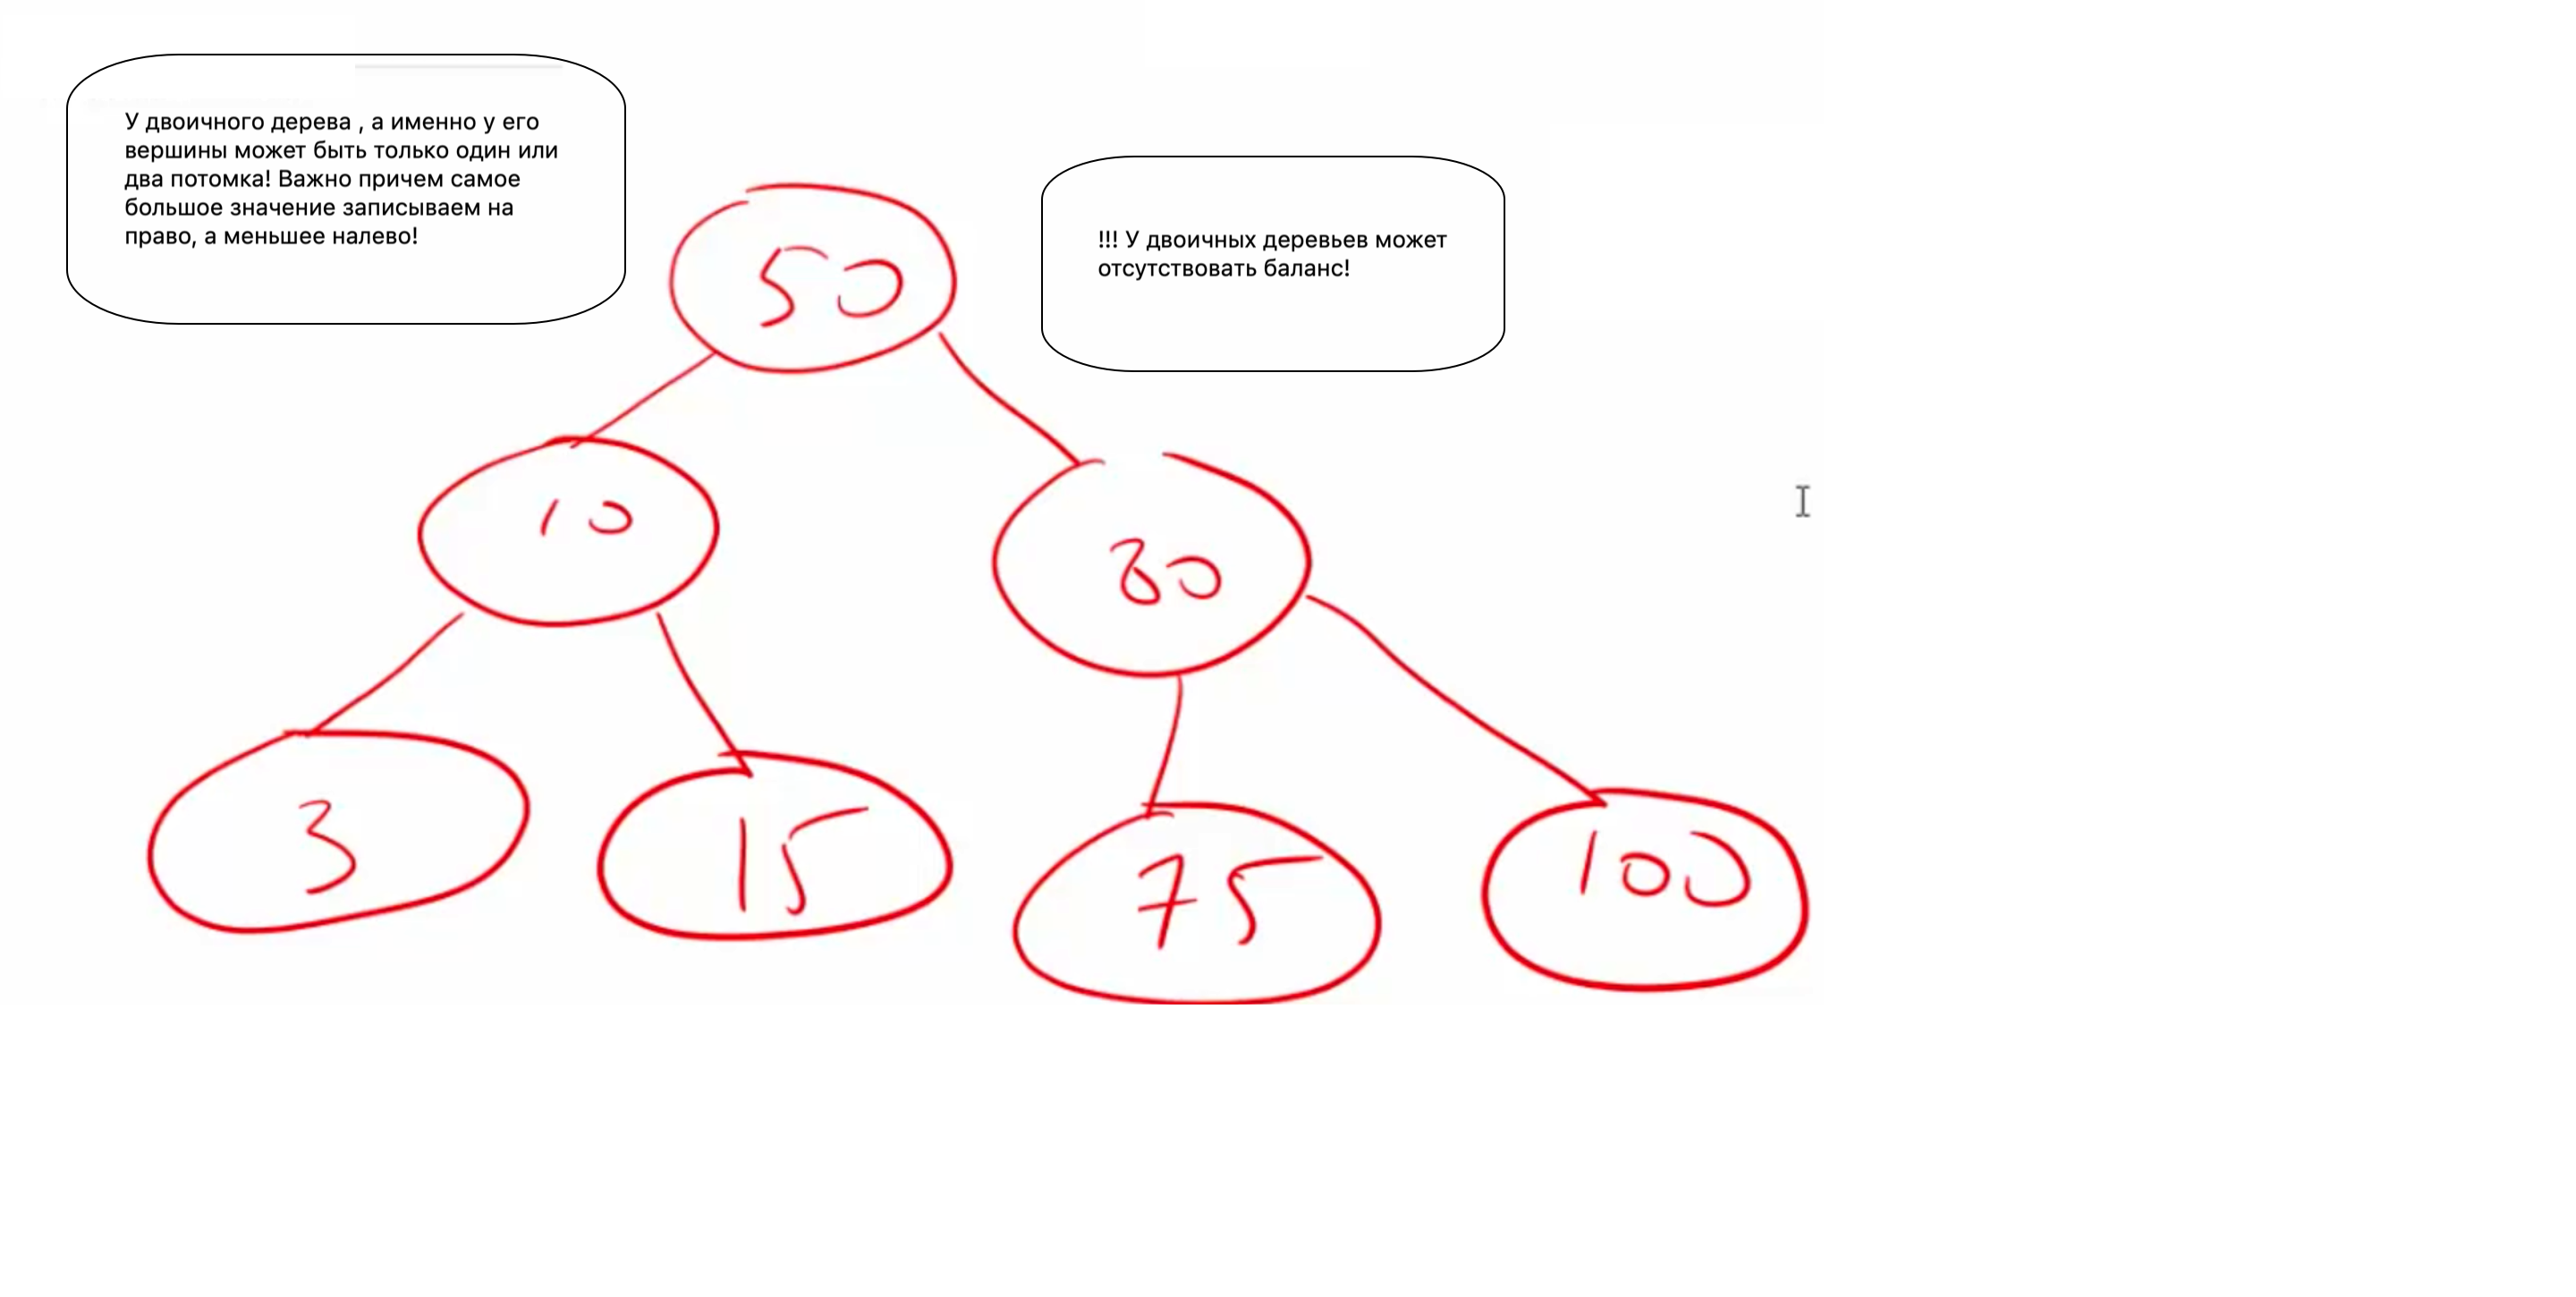 У двоичного дерева , а именно у его
вершины может быть только один или
два потомка! Важно причем самое
большое значение записываем на
право, а меньшее налево!
!!! У двоичных деревьев может
отсутствовать баланс!
50
10
80
3
15
75
100